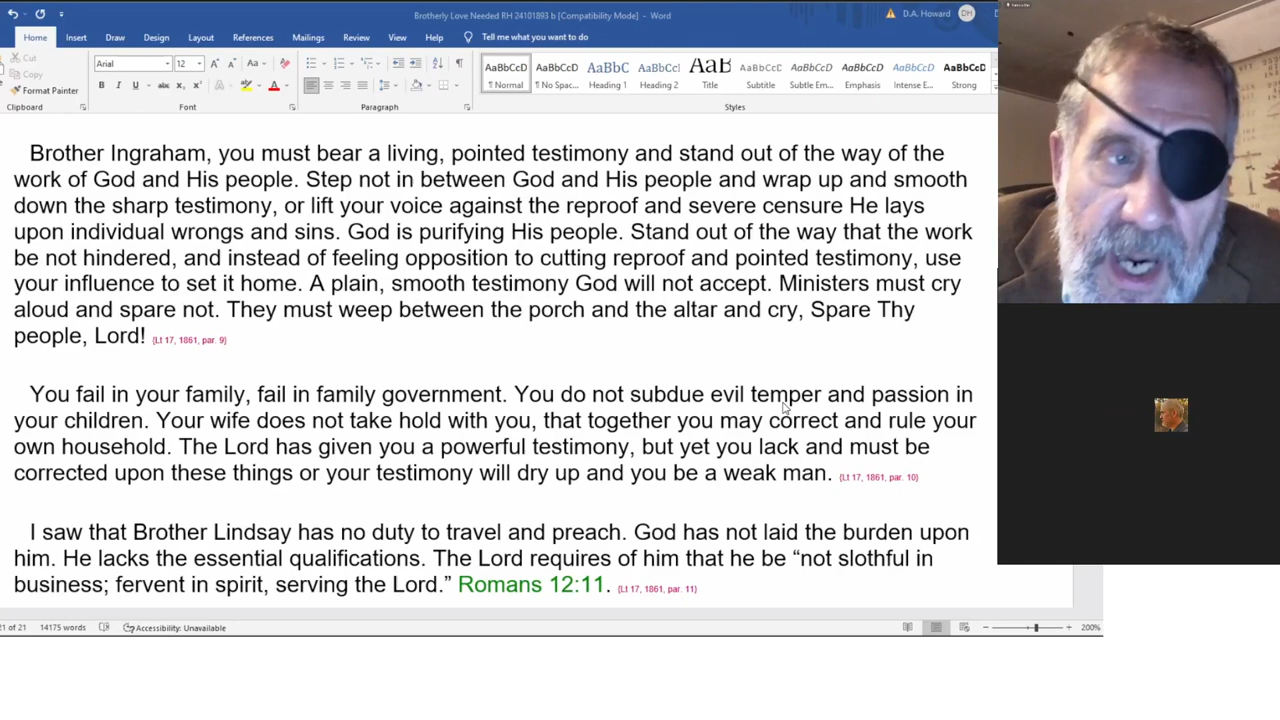 Brotherly Love Needed RH 24101893 b [Compatibility Mode] - Word
D.A. Howard
DH
Home Insert Draw Design Layout References Mailings Review View Help Tell me what you want to do
Cut
Copy
Format Painter
Arial 12
AaBbCcD AaBbCcD AaBbC AaBbCc AaB AaBbCcD AaBbCcD AaBbCcD AaBbCcD AaBbCcD
¶ Normal ¶ No Spac... Heading 1 Heading 2 Title Subtitle Subtle Em... Emphasis Intense E... Strong
Clipboard Font Paragraph Styles
Brother Ingraham, you must bear a living, pointed testimony and stand out of the way of the
work of God and His people. Step not in between God and His people and wrap up and smooth
down the sharp testimony, or lift your voice against the reproof and severe censure He lays
upon individual wrongs and sins. God is purifying His people. Stand out of the way that the work
be not hindered, and instead of feeling opposition to cutting reproof and pointed testimony, use
your influence to set it home. A plain, smooth testimony God will not accept. Ministers must cry
aloud and spare not. They must weep between the porch and the altar and cry, Spare Thy
people, Lord! {Lt 17, 1861, par. 9}
You fail in your family, fail in family government. You do not subdue evil temper and passion in
your children. Your wife does not take hold with you, that together you may correct and rule your
own household. The Lord has given you a powerful testimony, but yet you lack and must be
corrected upon these things or your testimony will dry up and you be a weak man. {Lt 17, 1861, par. 10}
I saw that Brother Lindsay has no duty to travel and preach. God has not laid the burden upon
him. He lacks the essential qualifications. The Lord requires of him that he be “not slothful in
business; fervent in spirit, serving the Lord.” Romans 12:11. {Lt 17, 1861, par. 11}
21 of 21 14175 words Accessibility: Unavailable 200%